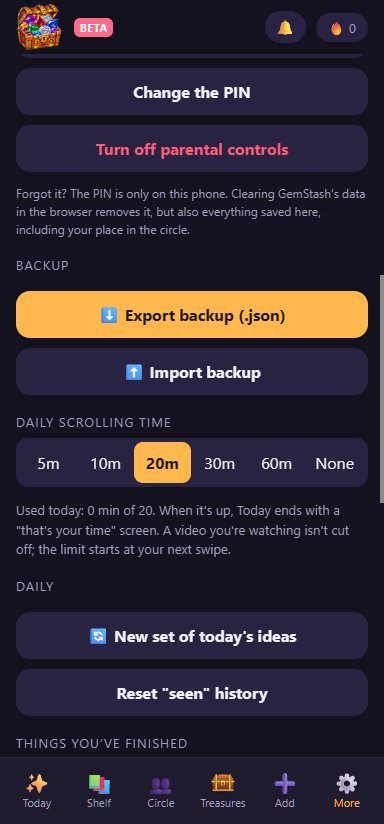 BETA
0
Change the PIN
Turn off parental controls
Forgot it? The PIN is only on this phone. Clearing GemStash's data
in the browser removes it, but also everything saved here,
including your place in the circle.
BACKUP
Export backup (.json)
Import backup
DAILY SCROLLING TIME
5m 10m 20m 30m 60m None
Used today: 0 min of 20. When it's up, Today ends with a
"that's your time" screen. A video you're watching isn't cut
off; the limit starts at your next swipe.
DAILY
New set of today's ideas
Reset "seen" history
THINGS YOU'VE FINISHED
Today Shelf Circle Treasures Add More